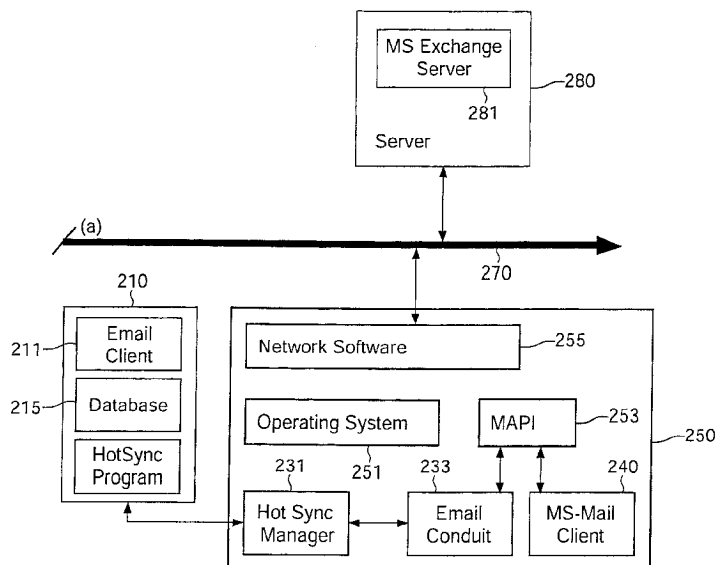 MS Exchange
Server
281
280
Server
(a)
270
210
211
Email
Client
Network Software
255
215
Database
Operating System
251
MAPI
253
250
HotSync
Program
231
233
240
Hot Sync
Manager
Email
Conduit
MS-Mail
Client